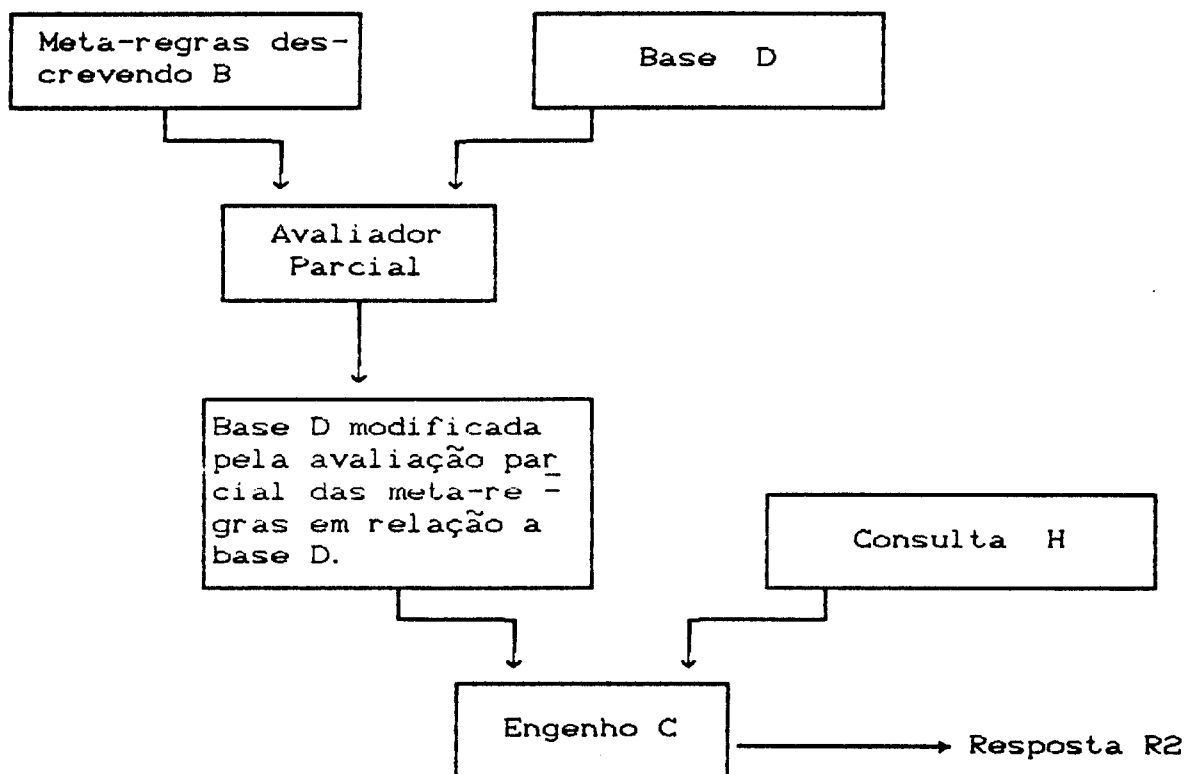 Meta-regras des-
crevendo B
Base D
Avaliador
Parcial
Base D modificada
pela avaliação par
cial das meta-re -
gras em relação a
base D.
Consulta H
Engenho C
Resposta R2